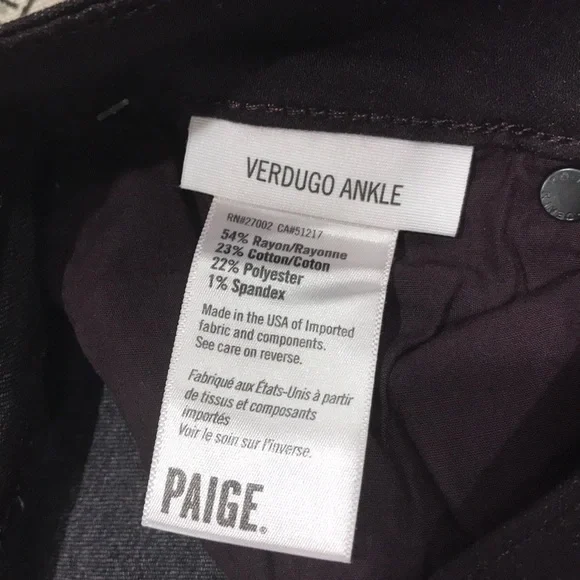 VERDUGO ANKLE
RN#27002 CA#51217
54% Rayon/Rayonne
23% Cotton/Coton
22% Polyester
1% Spandex
Made in the USA of Imported
fabric and components.
See care on reverse.
Fabriqué aux États-Unis à partir
de tissus et composants
importés
Voir le soin sur l'inverse.
PAIGE®